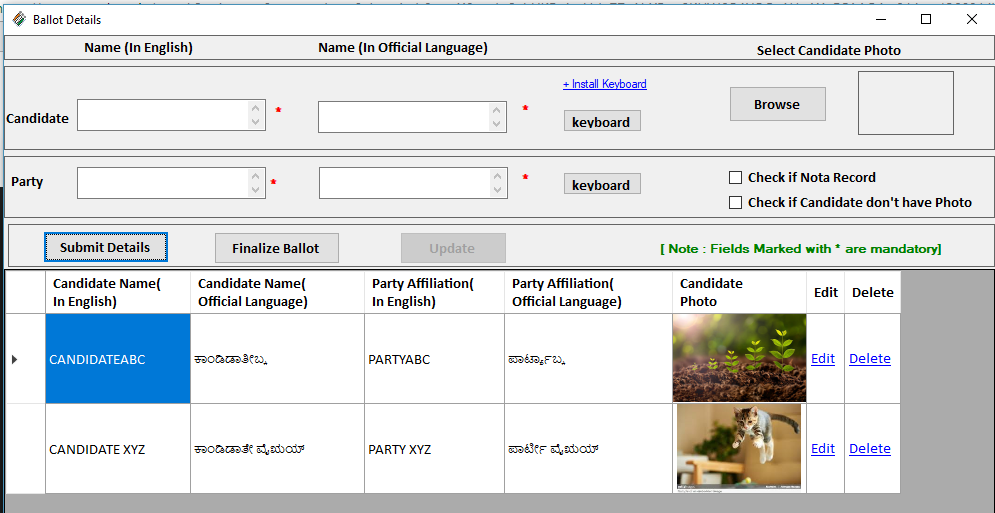 Ballot Details
Name (In English) Name (In Official Language) Select Candidate Photo
+ Install Keyboard
Candidate * * keyboard Browse
Party * * keyboard
Check if Nota Record
Check if Candidate don't have Photo
Submit Details Finalize Ballot Update [ Note : Fields Marked with * are mandatory]
Candidate Name( Candidate Name( Party Affiliation( Party Affiliation( Candidate Edit Delete
In English) Official Language) In English) Official Language) Photo
CANDIDATEABC ಕಾಂಡಿಡಾತೀಬ್ಕ PARTYABC ಪಾರ್ಟ್ಯಾಬ್ಕ Edit Delete
CANDIDATE XYZ ಕಾಂಡಿಡಾತೇ ವೈಝಯ್ PARTY XYZ ಪಾರ್ಟೀ ವೈಝಯ್ Edit Delete